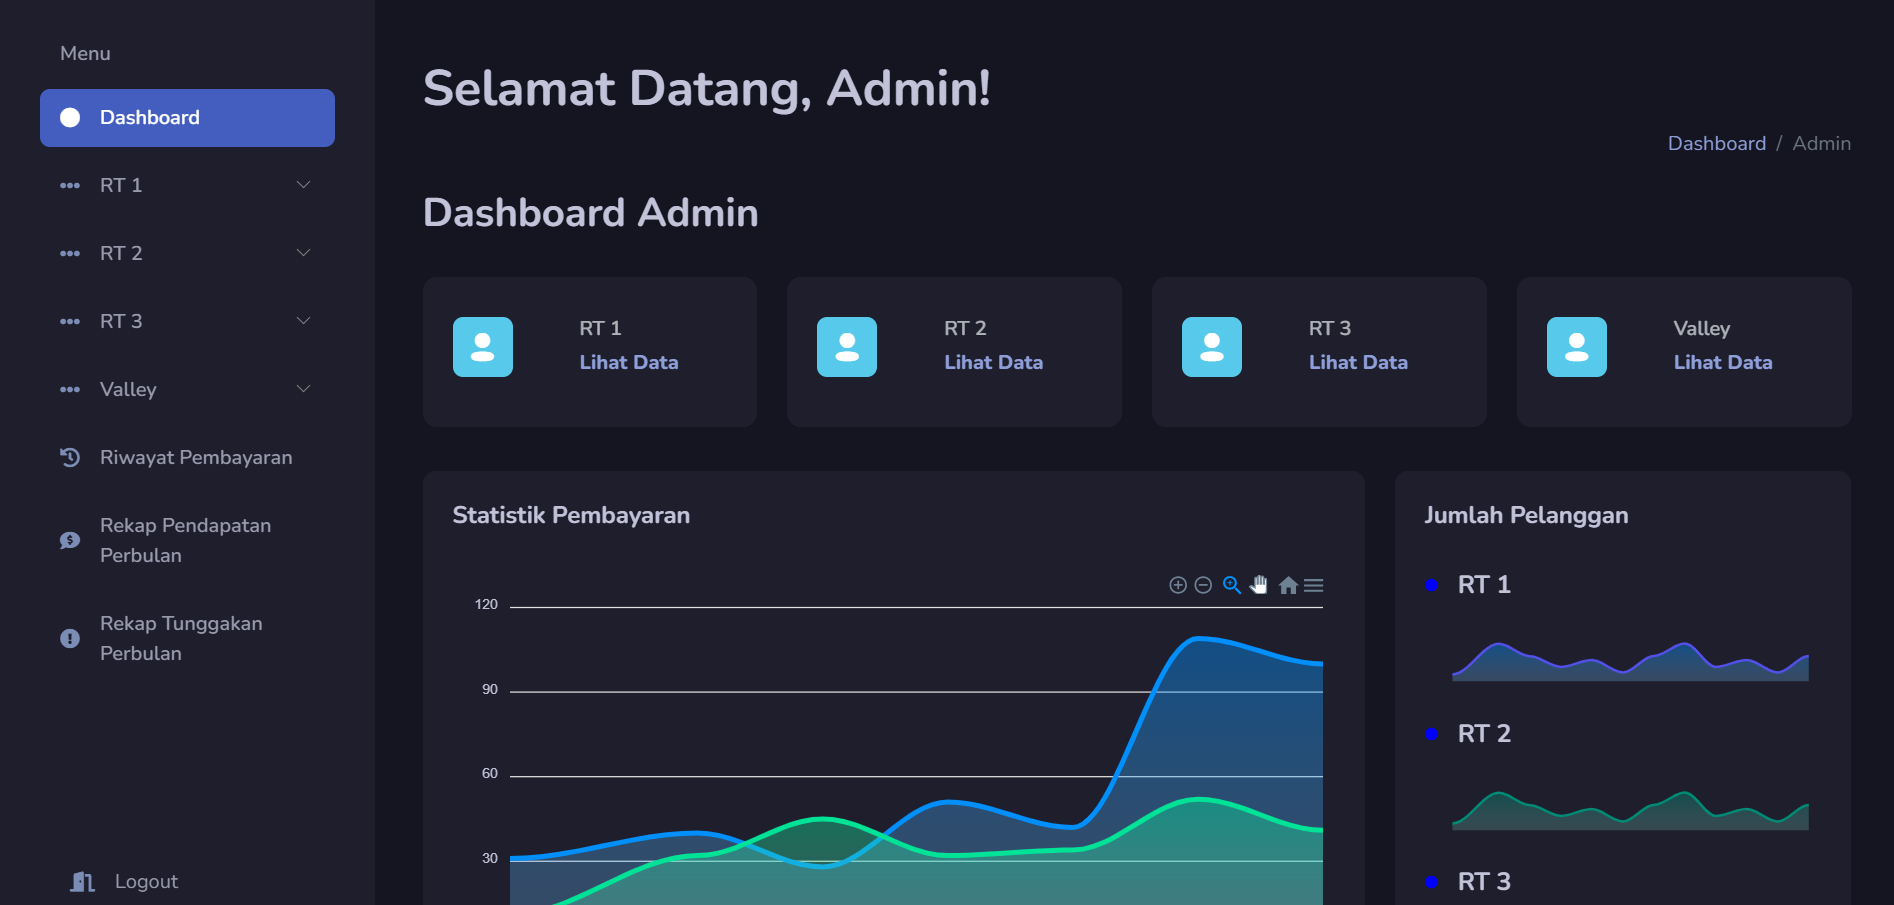 Menu
Dashboard
RT 1
RT 2
RT 3
Valley
Riwayat Pembayaran
Rekap Pendapatan
Perbulan
Rekap Tunggakan
Perbulan
Logout
Selamat Datang, Admin!
Dashboard / Admin
Dashboard Admin
RT 1
Lihat Data
RT 2
Lihat Data
RT 3
Lihat Data
Valley
Lihat Data
Statistik Pembayaran
120
90
60
30
Jumlah Pelanggan
RT 1
RT 2
RT 3